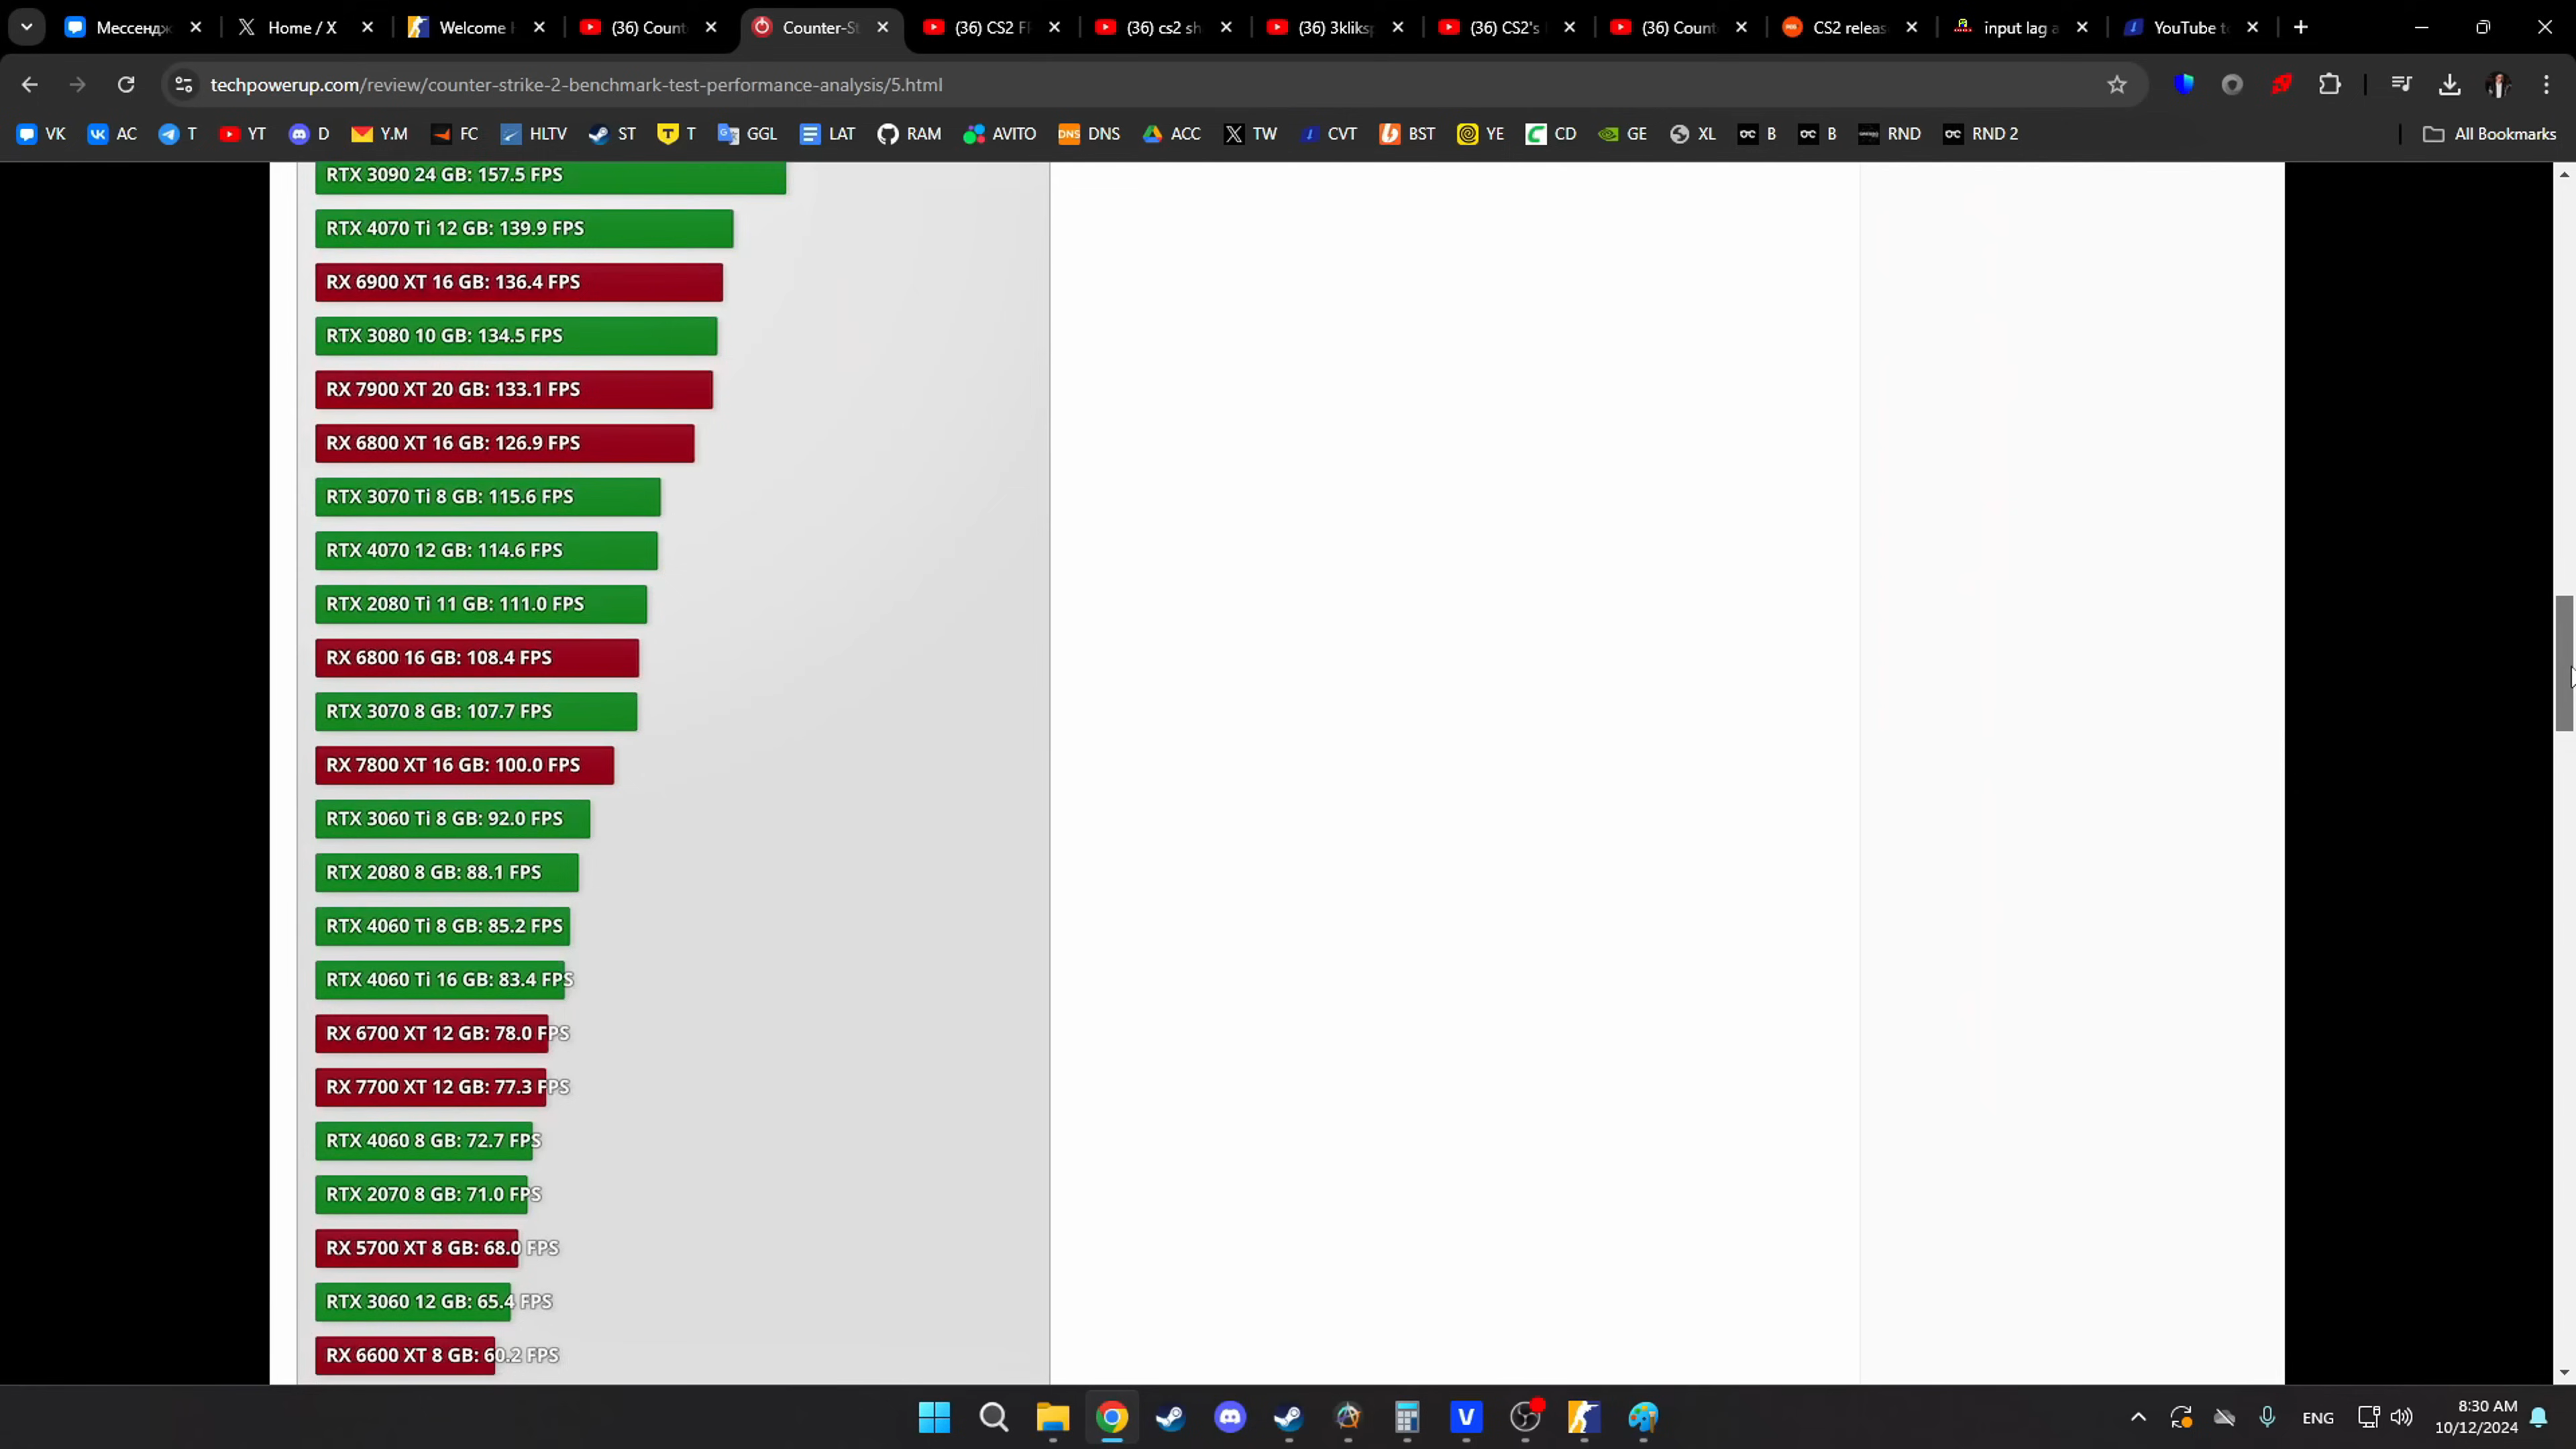 Мессендж
Home / X
Welcome
(36) Count
Counter-St
(36) CS2 F
(36) cs2 sh
(36) 3kliksp
(36) CS2's
(36) Count
CS2 releas
input lag a
YouTube to
techpowerup.com/review/counter-strike-2-benchmark-test-performance-analysis/5.html
VK
AC
T
YT
D
Y.M
FC
HLTV
ST
T
GGL
LAT
RAM
AVITO
DNS
ACC
TW
CVT
BST
YE
CD
GE
XL
B
B
RND
RND 2
All Bookmarks
RTX 3090 24 GB: 157.5 FPS
RTX 4070 Ti 12 GB: 139.9 FPS
RX 6900 XT 16 GB: 136.4 FPS
RTX 3080 10 GB: 134.5 FPS
RX 7900 XT 20 GB: 133.1 FPS
RX 6800 XT 16 GB: 126.9 FPS
RTX 3070 Ti 8 GB: 115.6 FPS
RTX 4070 12 GB: 114.6 FPS
RTX 2080 Ti 11 GB: 111.0 FPS
RX 6800 16 GB: 108.4 FPS
RTX 3070 8 GB: 107.7 FPS
RX 7800 XT 16 GB: 100.0 FPS
RTX 3060 Ti 8 GB: 92.0 FPS
RTX 2080 8 GB: 88.1 FPS
RTX 4060 Ti 8 GB: 85.2 FPS
RTX 4060 Ti 16 GB: 83.4 FPS
RX 6700 XT 12 GB: 78.0 FPS
RX 7700 XT 12 GB: 77.3 FPS
RTX 4060 8 GB: 72.7 FPS
RTX 2070 8 GB: 71.0 FPS
RX 5700 XT 8 GB: 68.0 FPS
RTX 3060 12 GB: 65.4 FPS
RX 6600 XT 8 GB: 60.2 FPS
ENG
8:30 AM
10/12/2024